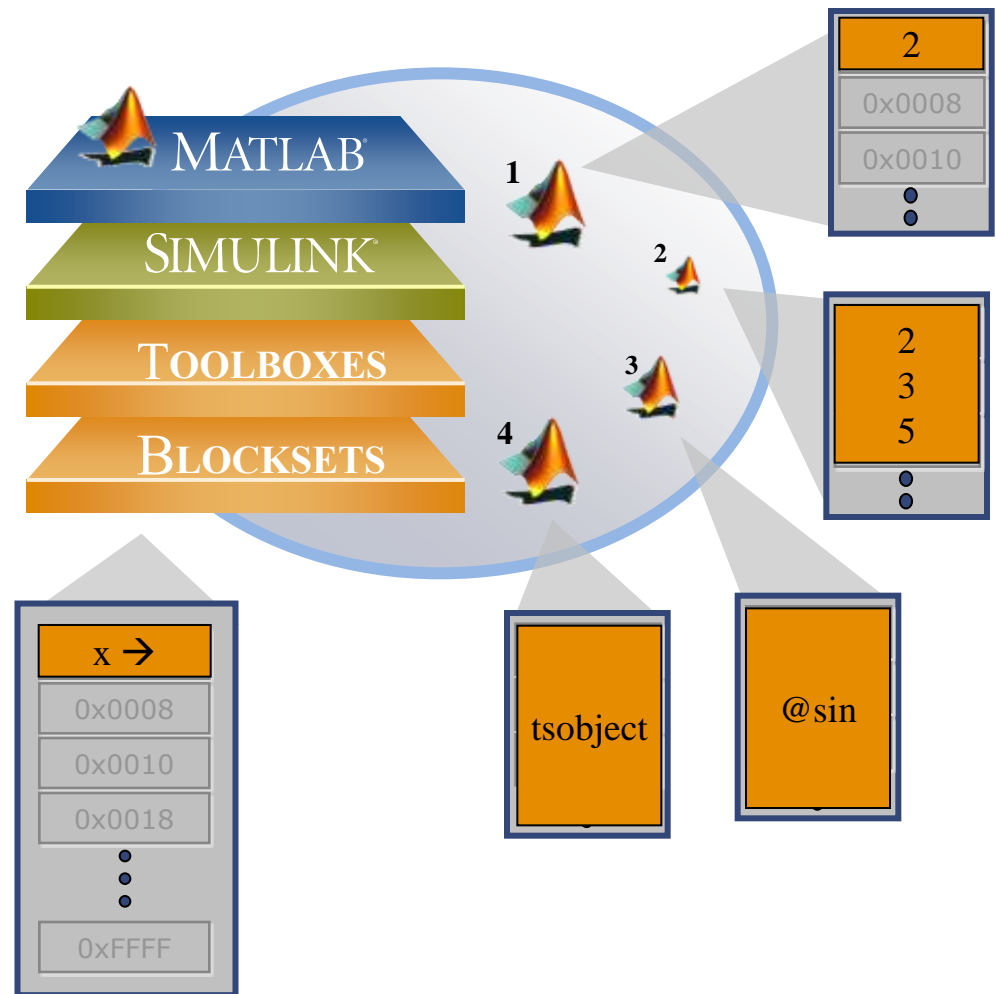 MATLAB®
SIMULINK®
TOOLBOXES
BLOCKSETS
1
2
3
4
2
0x0008
0x0010
2
3
5
x →
0x0008
0x0010
0x0018
0xFFFF
tsobject
@sin